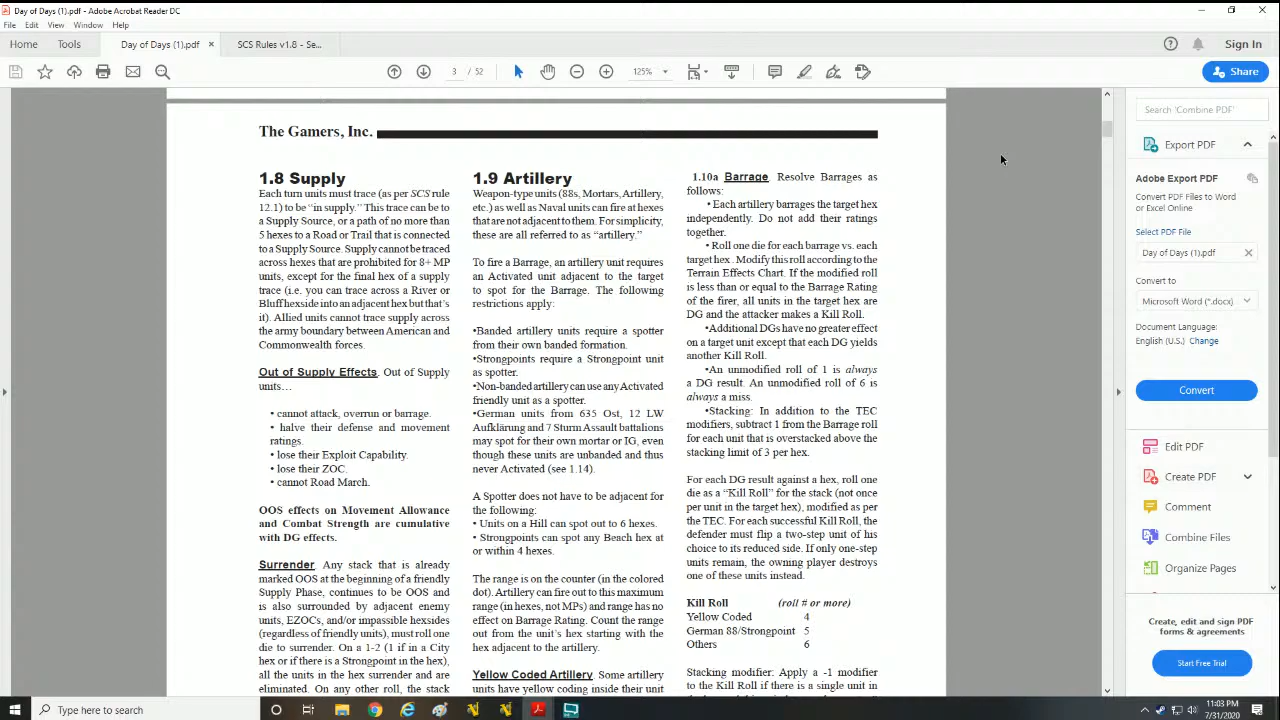 Day of Days (1).pdf - Adobe Acrobat Reader DC
File Edit View Window Help
Home Tools Day of Days (1).pdf × SCS Rules v1.8 - Se... Sign In
3 / 52 125% Share
The Gamers, Inc.
1.8 Supply
Each turn units must trace (as per SCS rule
12.1) to be “in supply.” This trace can be to
a Supply Source, or a path of no more than
5 hexes to a Road or Trail that is connected
to a Supply Source. Supply cannot be traced
across hexes that are prohibited for 8+ MP
units, except for the final hex of a supply
trace (i.e. you can trace across a River or
Bluff hexside into an adjacent hex but that’s
it). Allied units cannot trace supply across
the army boundary between American and
Commonwealth forces.
Out of Supply Effects. Out of Supply
units…
• cannot attack, overrun or barrage.
• halve their defense and movement
ratings.
• lose their Exploit Capability.
• lose their ZOC.
• cannot Road March.
OOS effects on Movement Allowance
and Combat Strength are cumulative
with DG effects.
Surrender. Any stack that is already
marked OOS at the beginning of a friendly
Supply Phase, continues to be OOS and
is also surrounded by adjacent enemy
units, EZOCs, and/or impassible hexsides
(regardless of friendly units), must roll one
die to surrender. On a 1-2 (1 if in a City
hex or if there is a Strongpoint in the hex),
all the units in the hex surrender and are
eliminated. On any other roll, the stack
1.9 Artillery
Weapon-type units (88s, Mortars, Artillery,
etc.) as well as Naval units can fire at hexes
that are not adjacent to them. For simplicity,
these are all referred to as “artillery.”
To fire a Barrage, an artillery unit requres
an Activated unit adjacent to the target
to spot for the Barrage. The following
restrictions apply:
•Banded artillery units require a spotter
from their own banded formation.
•Strongpoints require a Strongpoint unit
as spotter.
•Non-banded artillery can use any Activated
friendly unit as a spotter.
•German units from 635 Ost, 12 LW
Aufklärung and 7 Sturm Assault battalions
may spot for their own mortar or IG, even
though these units are unbanded and thus
never Activated (see 1.14).
A Spotter does not have to be adjacent for
the following:
• Units on a Hill can spot out to 6 hexes.
• Strongpoints can spot any Beach hex at
or within 4 hexes.
The range is on the counter (in the colored
dot). Artillery can fire out to this maximum
range (in hexes, not MPs) and range has no
effect on Barrage Rating. Count the range
out from the unit’s hex starting with the
hex adjacent to the artillery.
Yellow Coded Artillery. Some artillery
units have yellow coding inside their unit
1.10a Barrage. Resolve Barrages as
follows:
• Each artillery barrages the target hex
independently. Do not add their ratings
together.
• Roll one die for each barrage vs. each
target hex . Modify this roll according to the
Terrain Effects Chart. If the modified roll
is less than or equal to the Barrage Rating
of the firer, all units in the target hex are
DG and the attacker makes a Kill Roll.
•Additional DGs have no greater effect
on a target unit except that each DG yields
another Kill Roll.
•An unmodified roll of 1 is always
a DG result. An unmodified roll of 6 is
always a miss.
•Stacking: In addition to the TEC
modifiers, subtract 1 from the Barrage roll
for each unit that is overstacked above the
stacking limit of 3 per hex.
For each DG result against a hex, roll one
die as a “Kill Roll” for the stack (not once
per unit in the target hex), modified as per
the TEC. For each successful Kill Roll, the
defender must flip a two-step unit of his
choice to its reduced side. If only one-step
units remain, the owning player destroys
one of these units instead.
Kill Roll (roll # or more)
Yellow Coded 4
German 88/Strongpoint 5
Others 6
Stacking modifier: Apply a -1 modifier
to the Kill Roll if there is a single unit in
Search 'Combine PDF'
Export PDF
Adobe Export PDF
Convert PDF Files to Word
or Excel Online
Select PDF File
Day of Days (1).pdf
Convert to
Microsoft Word (*.docx)
Document Language:
English (U.S.) Change
Convert
Edit PDF
Create PDF
Comment
Combine Files
Organize Pages
Create, edit and sign PDF
forms & agreements
Start Free Trial
Type here to search
11:03 PM
7/31/2020